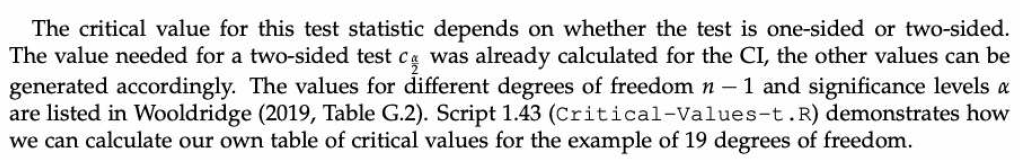 The critical value for this test statistic depends on whether the test is one-sided or two-sided.
The value needed for a two-sided test c_{\frac{α}{2}} was already calculated for the CI, the other values can be
generated accordingly. The values for different degrees of freedom n − 1 and significance levels α
are listed in Wooldridge (2019, Table G.2). Script 1.43 (Critical-Values-t.R) demonstrates how
we can calculate our own table of critical values for the example of 19 degrees of freedom.